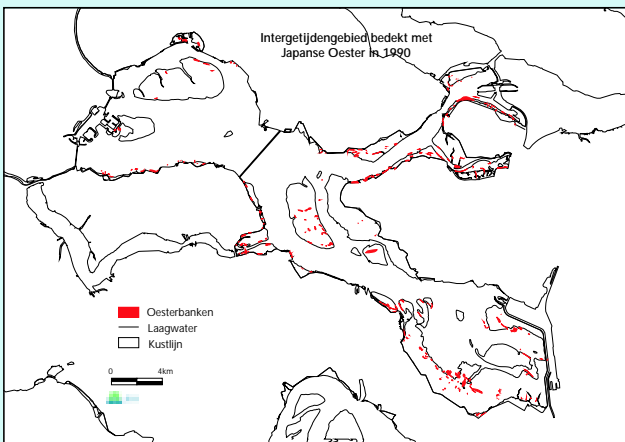 Intergetijdengebied bedekt met
Japanse Oester in 1990
Oesterbanken
Laagwater
Kustlijn
0 4km